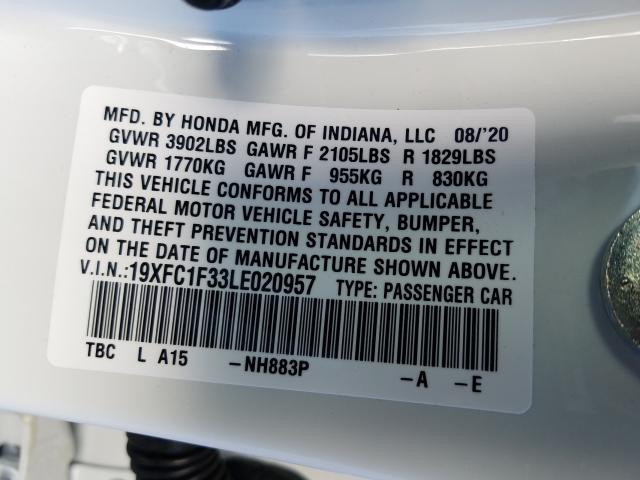 MFD. BY HONDA MFG. OF INDIANA, LLC 08/'20
GVWR 3902LBS GAWR F 2105LBS R 1829LBS
GVWR 1770KG GAWR F 955KG R 830KG
THIS VEHICLE CONFORMS TO ALL APPLICABLE
FEDERAL MOTOR VEHICLE SAFETY, BUMPER,
AND THEFT PREVENTION STANDARDS IN EFFECT
ON THE DATE OF MANUFACTURE SHOWN ABOVE.
V.I.N.:19XFC1F33LE020957 TYPE: PASSENGER CAR
TBC L A15 -NH883P -A -E